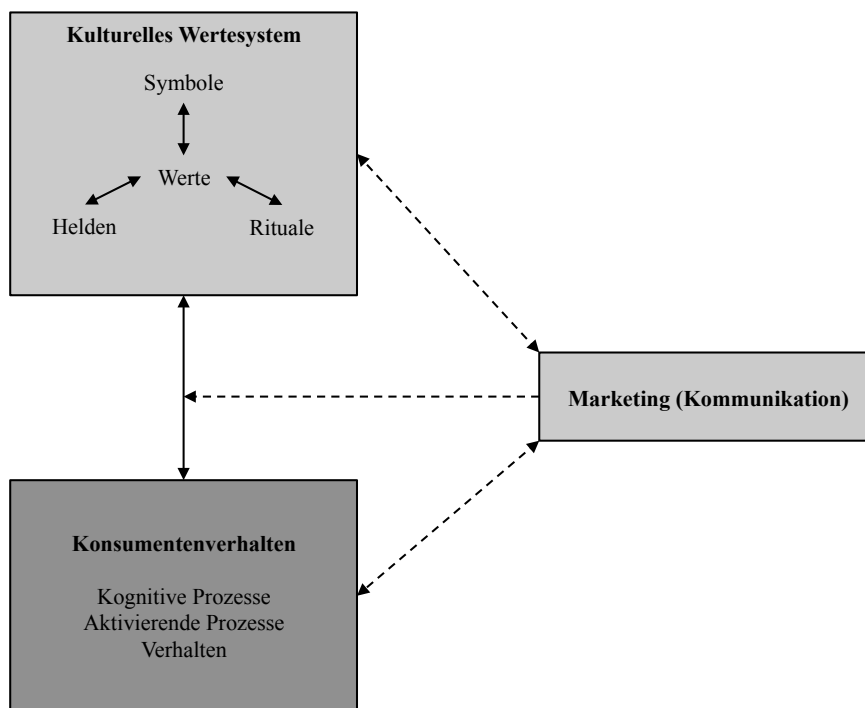 Kulturelles Wertesystem
Symbole
Werte
Helden
Rituale
Marketing (Kommunikation)
Konsumentenverhalten
Kognitive Prozesse
Aktivierende Prozesse
Verhalten